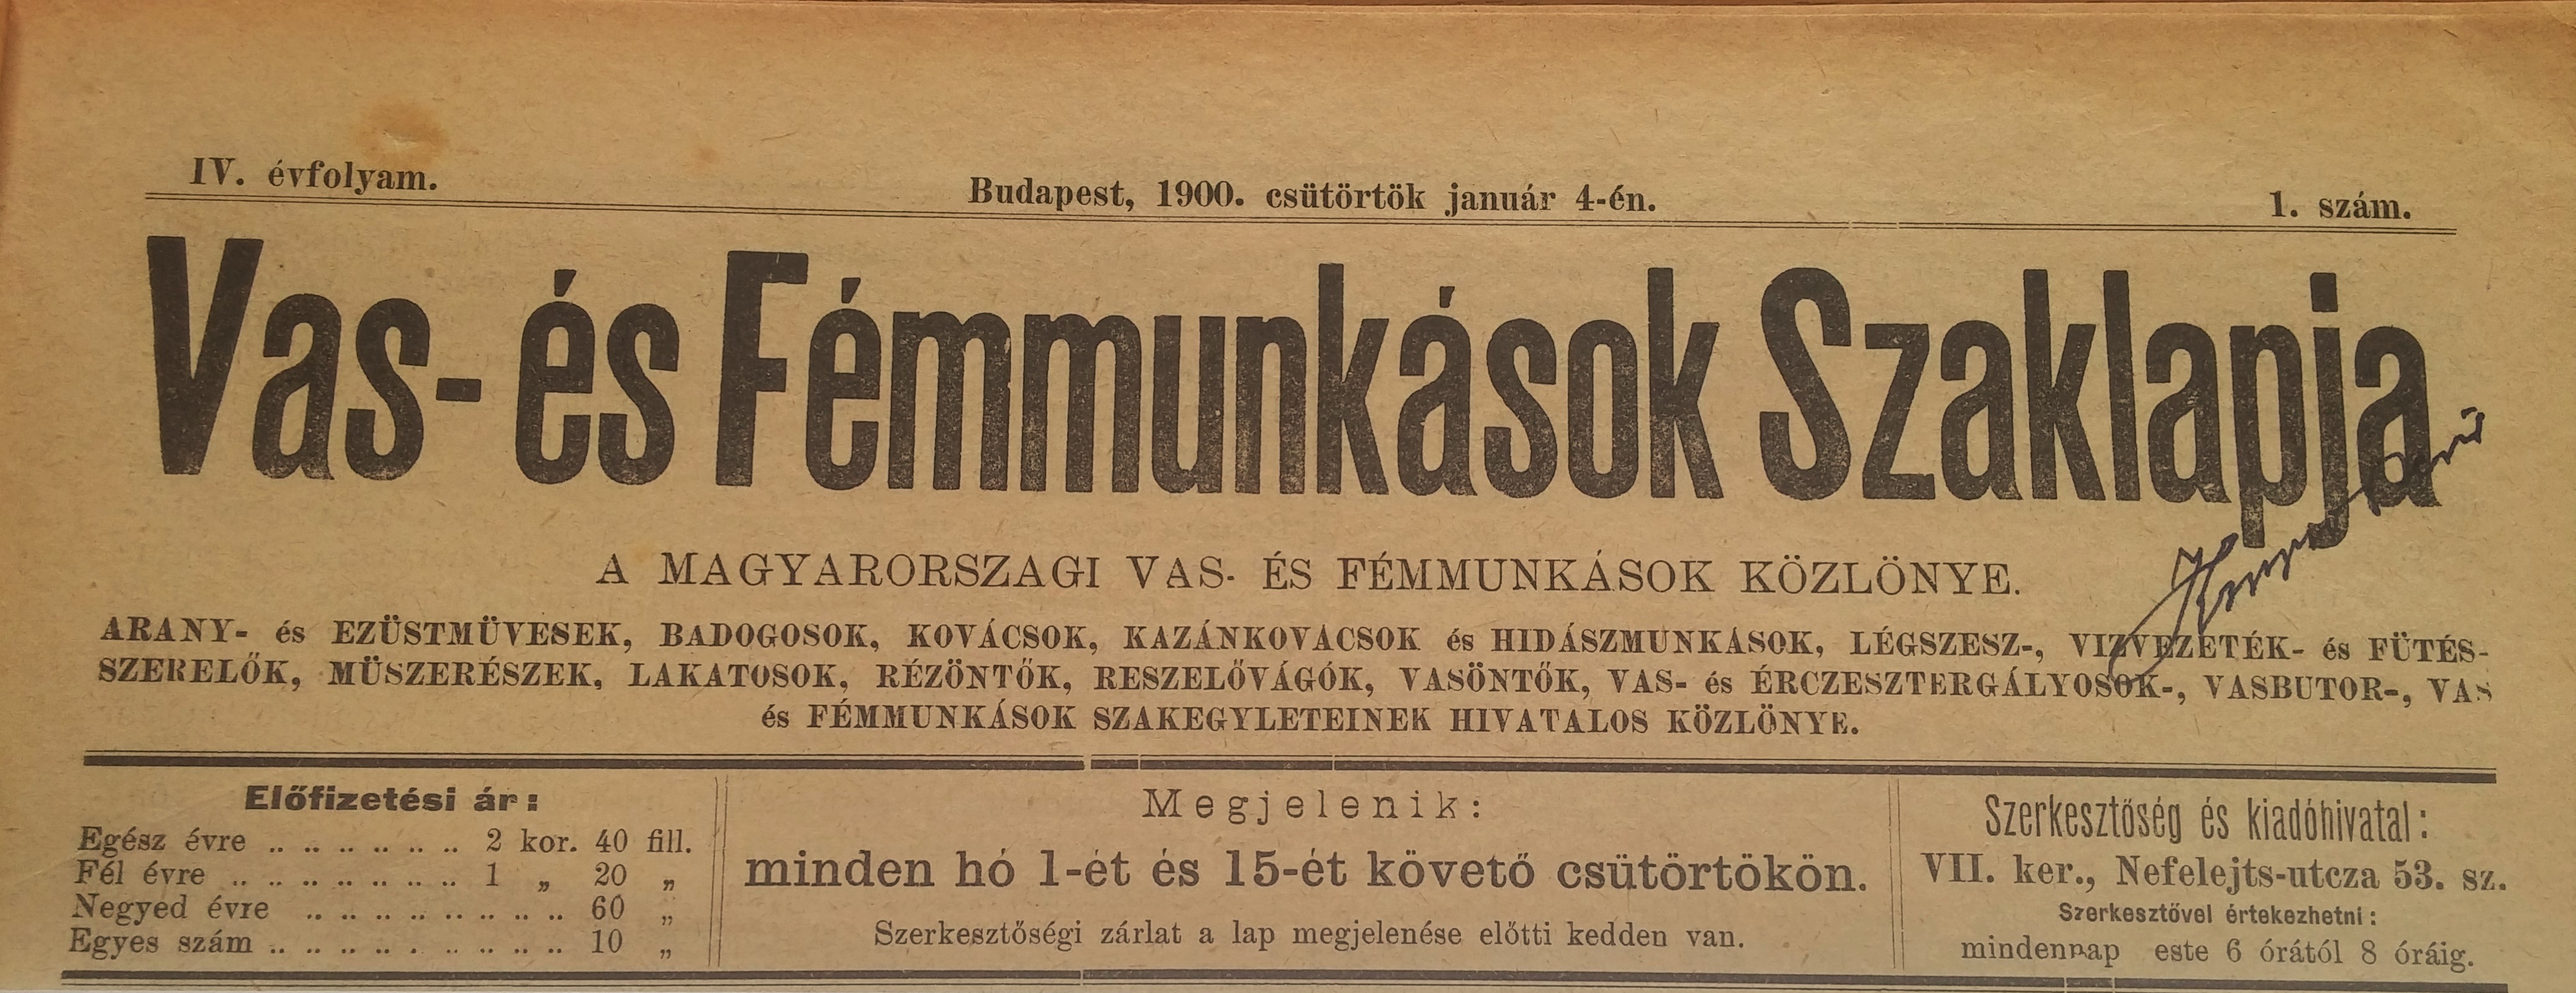 IV. évfolyam.
Budapest, 1900. csütörtök január 4-én.
1. szám.
Vas- és Fémmunkások Szaklapja
A MAGYARORSZAGI VAS- ÉS FÉMMUNKÁSOK KÖZLÖNYE.
ARANY- és EZÜSTMÜVESEK, BADOGOSOK, KOVÁCSOK, KAZÁNKOVACSOK és HIDÁSZMUNKASOK, LÉGSZESZ-, VIZVEZETÉK- és FÜTÉS-
SZERELŐK, MÜSZERÉSZEK, LAKATOSOK, RÉZÖNTŐK, RESZELŐVÁGÓK, VASÖNTŐK, VAS- és ÉRCZESZTERGÁLYOSOK-, VASBUTOR-, VAS
és FÉMMUNKÁSOK SZAKEGYLETEINEK HIVATALOS KÖZLÖNYE.
Előfizetési ár:
Egész évre .. .. .. .. .. .. 2 kor. 40 fill.
Fél évre .. .. .. .. .. .. .. 1 „ 20 „
Negyed évre .. .. .. .. .. .. .. .. 60 „
Egyes szám .. .. .. .. . .. .. .. .. 10 „
Megjelenik:
minden hó 1-ét és 15-ét követő csütörtökön.
Szerkesztőségi zárlat a lap megjelenése előtti kedden van.
Szerkesztőség és kiadóhivatal:
VII. ker., Nefelejts-utcza 53. sz.
Szerkesztővel értekezhetni:
mindennap este 6 órától 8 óráig.